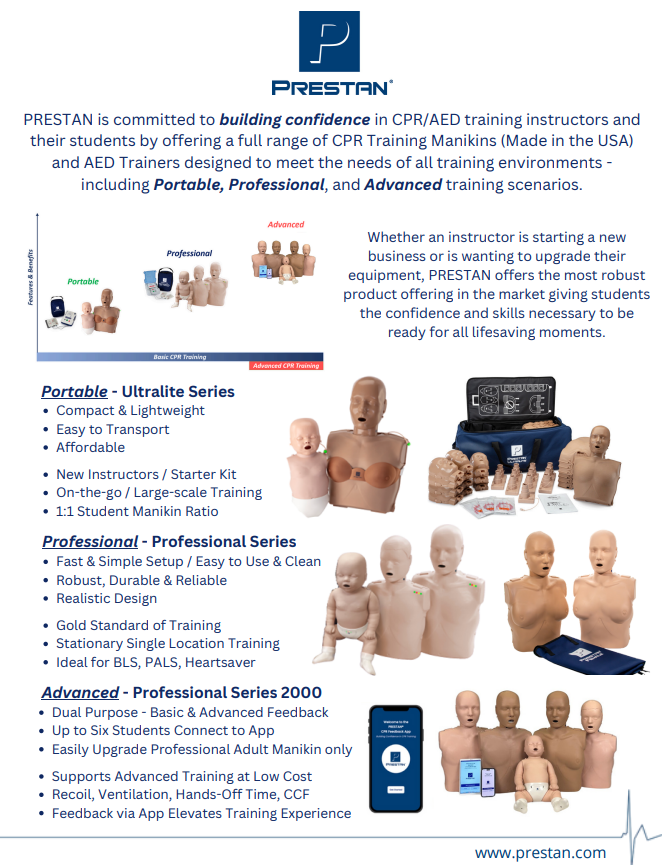 P
PRESTAN®
PRESTAN is committed to building confidence in CPR/AED training instructors and
their students by offering a full range of CPR Training Manikins (Made in the USA)
and AED Trainers designed to meet the needs of all training environments -
including Portable, Professional, and Advanced training scenarios.
Features & Benefits
Portable
Professional
Advanced
Basic CPR Training
Advanced CPR Training
Whether an instructor is starting a new
business or is wanting to upgrade their
equipment, PRESTAN offers the most robust
product offering in the market giving students
the confidence and skills necessary to be
ready for all lifesaving moments.
Portable - Ultralite Series
• Compact & Lightweight
• Easy to Transport
• Affordable
• New Instructors / Starter Kit
• On-the-go / Large-scale Training
• 1:1 Student Manikin Ratio
PRESTAN
Professional - Professional Series
• Fast & Simple Setup / Easy to Use & Clean
• Robust, Durable & Reliable
• Realistic Design
• Gold Standard of Training
• Stationary Single Location Training
• Ideal for BLS, PALS, Heartsaver
Advanced - Professional Series 2000
• Dual Purpose - Basic & Advanced Feedback
• Up to Six Students Connect to App
• Easily Upgrade Professional Adult Manikin only
• Supports Advanced Training at Low Cost
• Recoil, Ventilation, Hands-Off Time, CCF
• Feedback via App Elevates Training Experience
Welcome to the
PRESTAN®
CPR Feedback App
PRESTAN
www.prestan.com